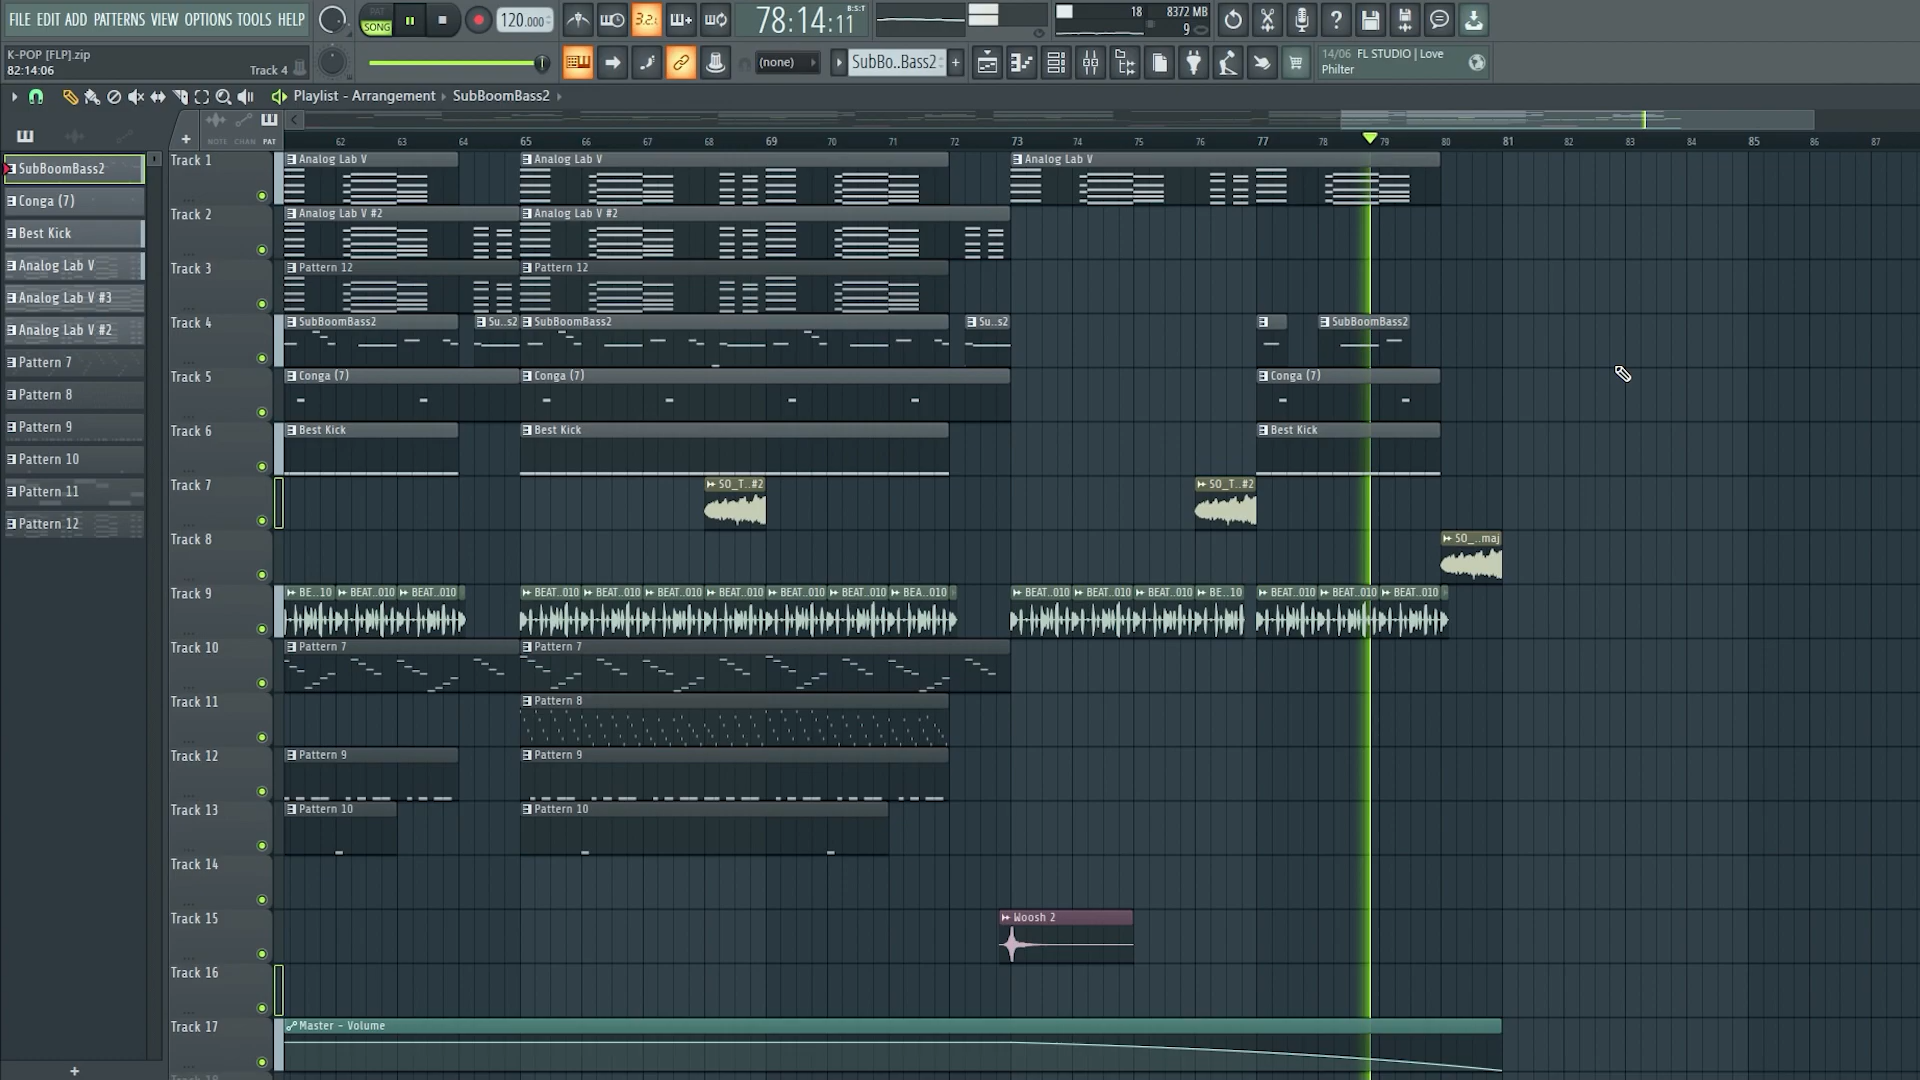 FILE EDIT ADD PATTERNS VIEW OPTIONS TOOLS HELP
PAT
SONG
120.000
3.2.
78:14:11
B:S:T
18
8372 MB
9
K-POP [FLP].zip
82:14:06
Track 4
(none)
SubBo..Bass2
14/06 FL STUDIO | Love
Philter
Playlist - Arrangement SubBoomBass2
NOTE CHAN PAT
62 63 64 65 66 67 68 69 70 71 72 73 74 75 76 77 78 79 80 81 82 83 84 85 86 87
SubBoomBass2
Conga (7)
Best Kick
Analog Lab V
Analog Lab V #3
Analog Lab V #2
Pattern 7
Pattern 8
Pattern 9
Pattern 10
Pattern 11
Pattern 12
Track 1
Analog Lab V
Analog Lab V
Analog Lab V
Track 2
Analog Lab V #2
Analog Lab V #2
Track 3
Pattern 12
Pattern 12
Track 4
SubBoomBass2
Su..s2
SubBoomBass2
Su..s2
SubBoomBass2
Track 5
Conga (7)
Conga (7)
Conga (7)
Track 6
Best Kick
Best Kick
Best Kick
Track 7
SO_T..#2
SO_T..#2
Track 8
SO_..maj
Track 9
BE...10 BEAT..010 BEAT..010
BEAT..010 BEAT..010 BEAT..010 BEAT..010 BEAT..010 BEAT..010 BEA..010
BEAT..010 BEAT..010 BEAT..010 BE...10
BEAT..010 BEAT..010 BEAT..010
Track 10
Pattern 7
Pattern 7
Track 11
Pattern 8
Track 12
Pattern 9
Pattern 9
Track 13
Pattern 10
Pattern 10
Track 14
Track 15
Woosh 2
Track 16
Track 17
Master - Volume